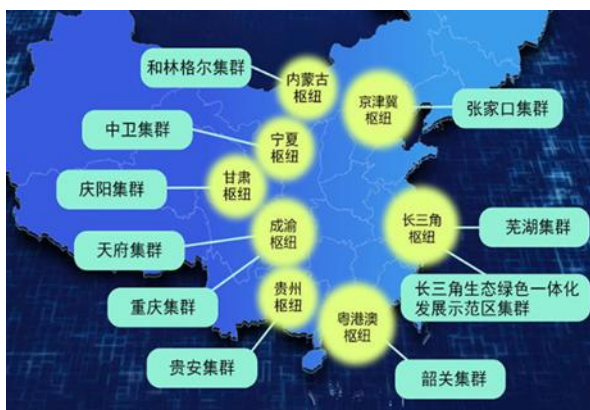 和林格尔集群
内蒙古
枢纽
京津冀
枢纽
张家口集群
中卫集群
宁夏
枢纽
庆阳集群
甘肃
枢纽
天府集群
成渝
枢纽
长三角
枢纽
芜湖集群
重庆集群
长三角生态绿色一体化
发展示范区集群
贵州
枢纽
粤港澳
枢纽
贵安集群
韶关集群